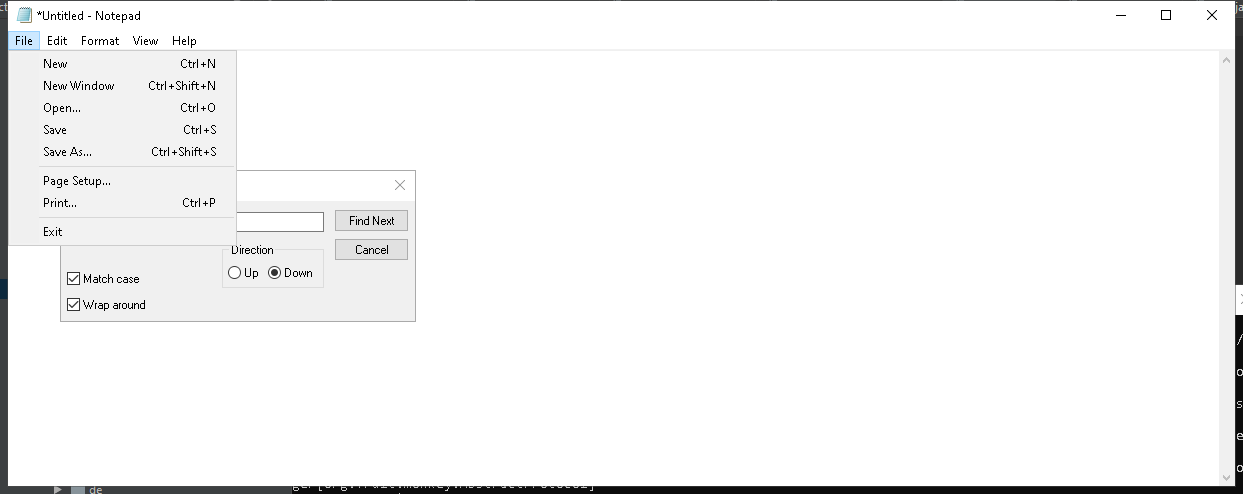 *Untitled - Notepad
File Edit Format View Help
New Ctrl+N
New Window Ctrl+Shift+N
Open... Ctrl+O
Save Ctrl+S
Save As... Ctrl+Shift+S
Page Setup...
Print... Ctrl+P
Exit
Find Next
Cancel
Direction
Up Down
Match case
Wrap around
de